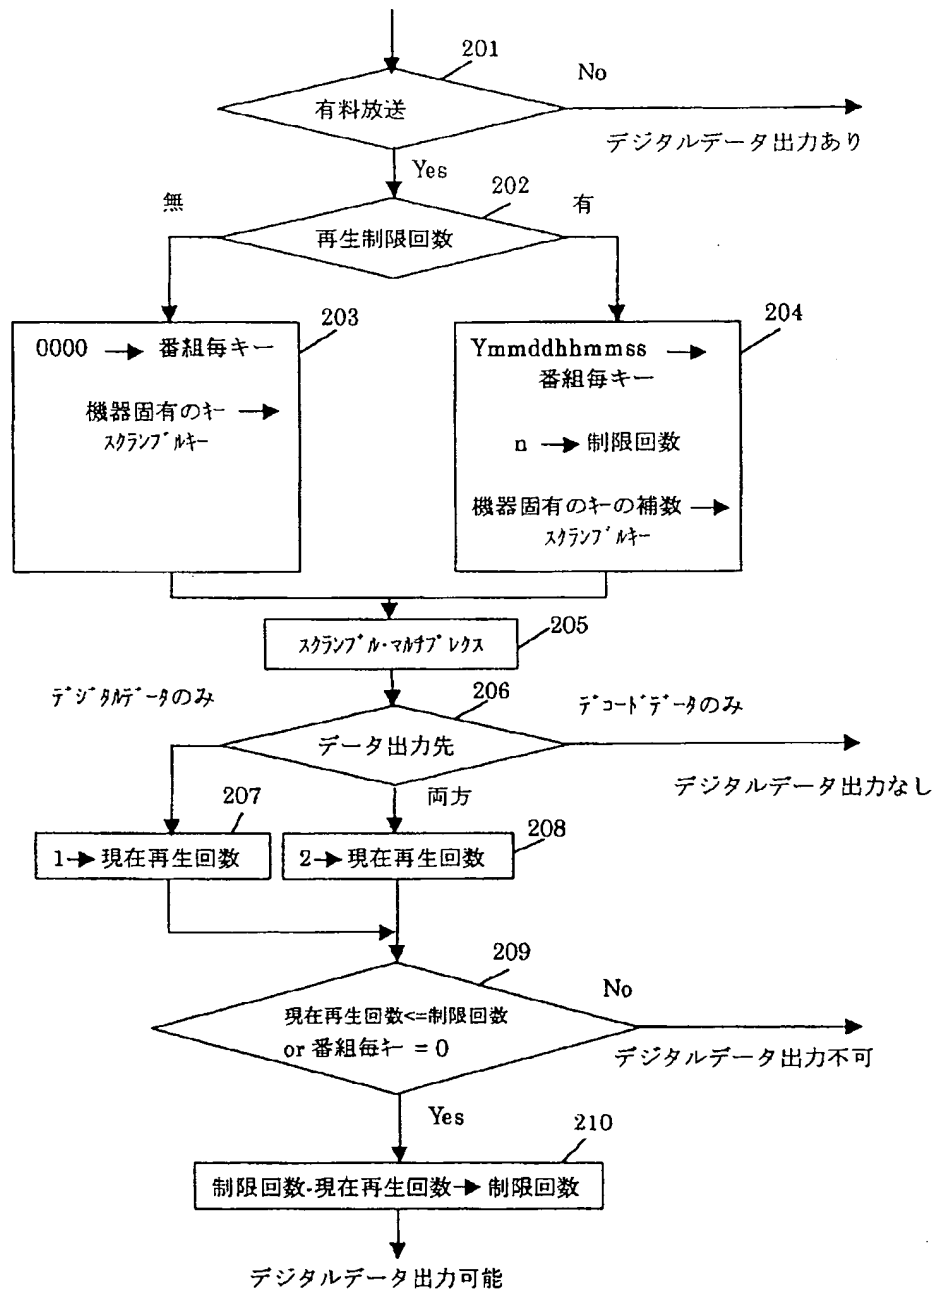 201
No
有料放送
デジタルデータ出力あり
Yes
202
無
有
再生制限回数
203
0000 → 番組毎キー
機器固有のｷｰ →
ｽｸﾗﾝﾌﾞﾙｷｰ
204
Ymmddhhmmss →
番組毎キー
n → 制限回数
機器固有のｷｰの補数 →
ｽｸﾗﾝﾌﾞﾙｷｰ
205
ｽｸﾗﾝﾌﾞﾙ･ﾏﾙﾁﾌﾟﾚｸｽ
ﾃﾞｼﾞﾀﾙﾃﾞｰﾀのみ
206
ﾃﾞｺｰﾄﾞﾃﾞｰﾀのみ
データ出力先
デジタルデータ出力なし
両方
207
1→ 現在再生回数
208
2→ 現在再生回数
209
No
現在再生回数<=制限回数
or 番組毎ｷｰ = 0
デジタルデータ出力不可
Yes
210
制限回数-現在再生回数→ 制限回数
デジタルデータ出力可能